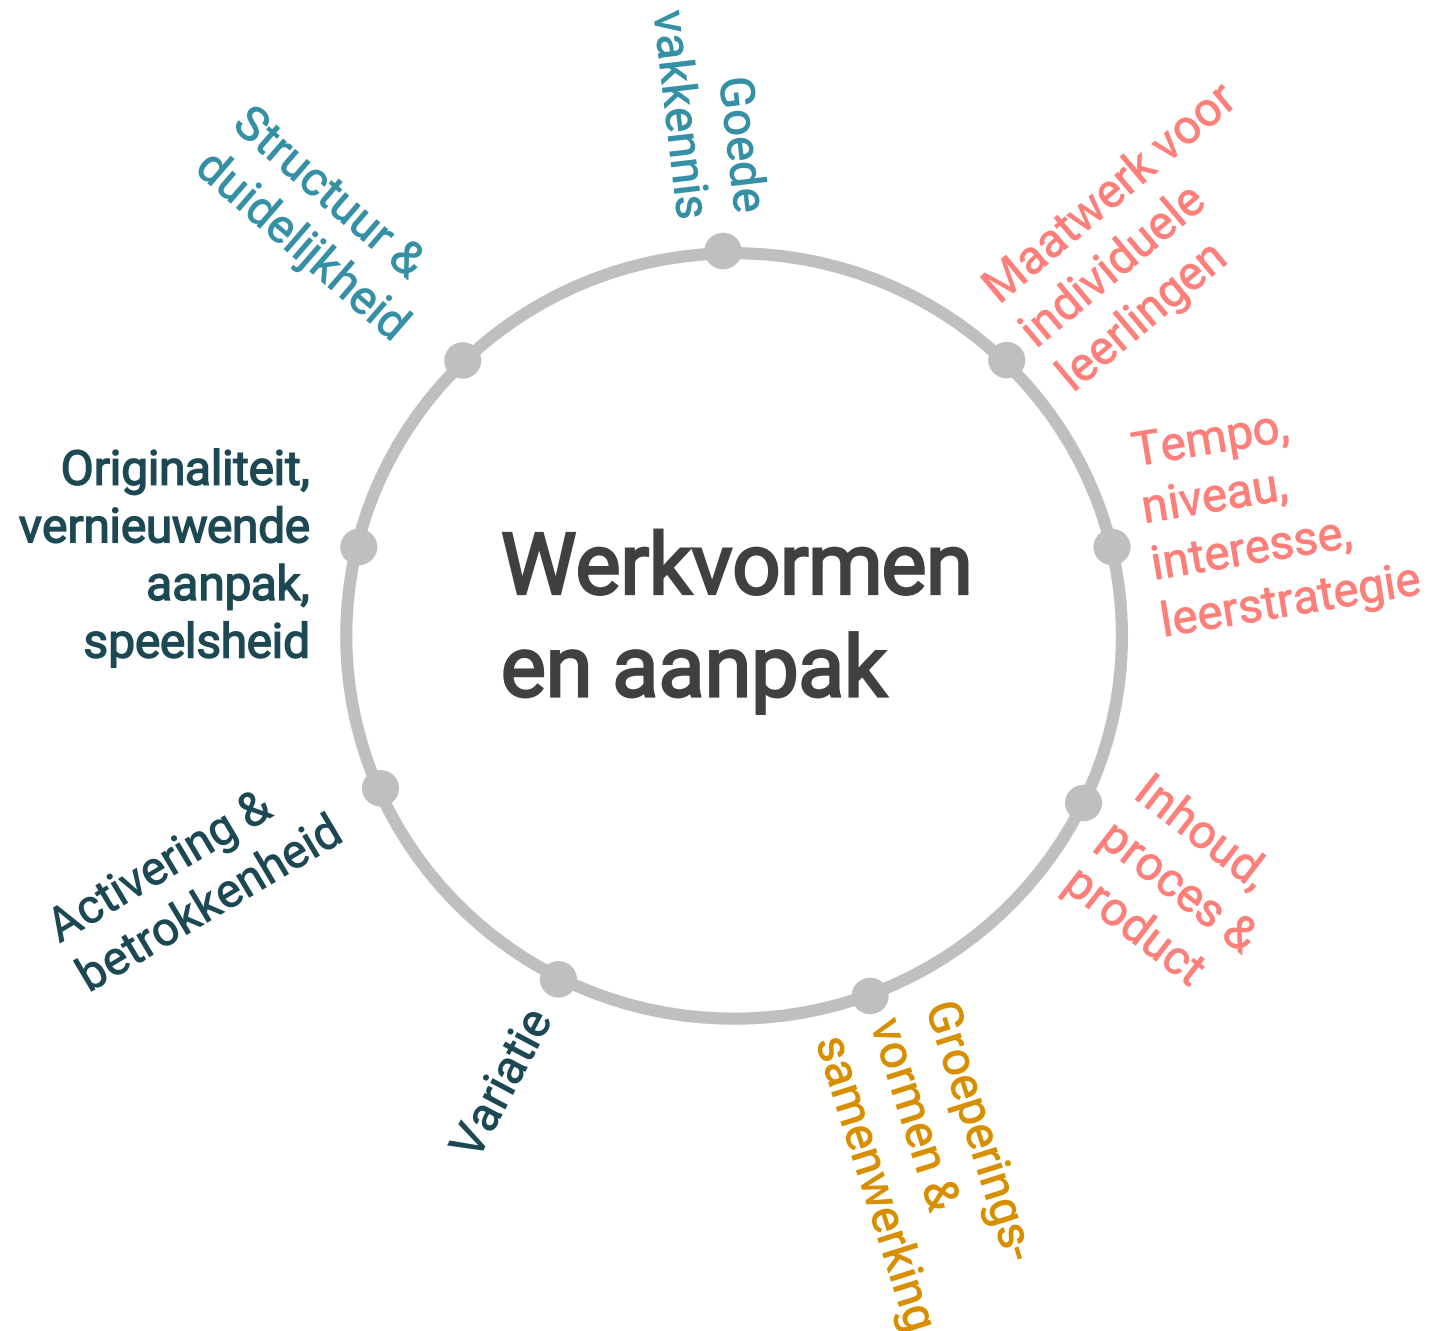 Goede
vakkennis
Maatwerk voor
individuele
leerlingen
Tempo,
niveau,
interesse,
leerstrategie
Inhoud,
proces &
product
Groeperings-
vormen &
samenwerking
Variatie
Activering &
betrokkenheid
Originaliteit,
vernieuwende
aanpak,
speelsheid
Structuur &
duidelijkheid
Werkvormen
en aanpak